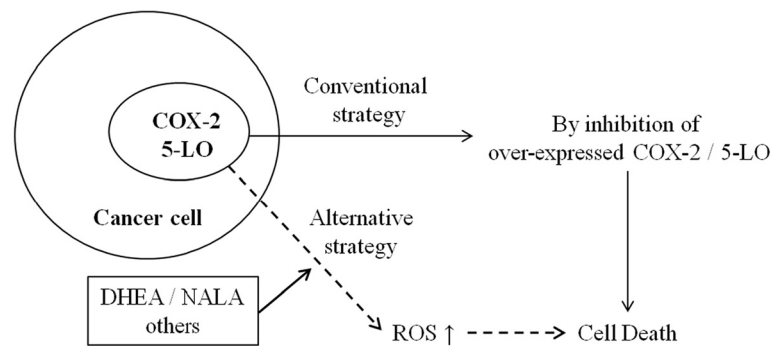 COX-2
5-LO
Cancer cell
Conventional
strategy
By inhibition of
over-expressed COX-2 / 5-LO
Alternative
strategy
DHEA / NALA
others
ROS ↑
Cell Death